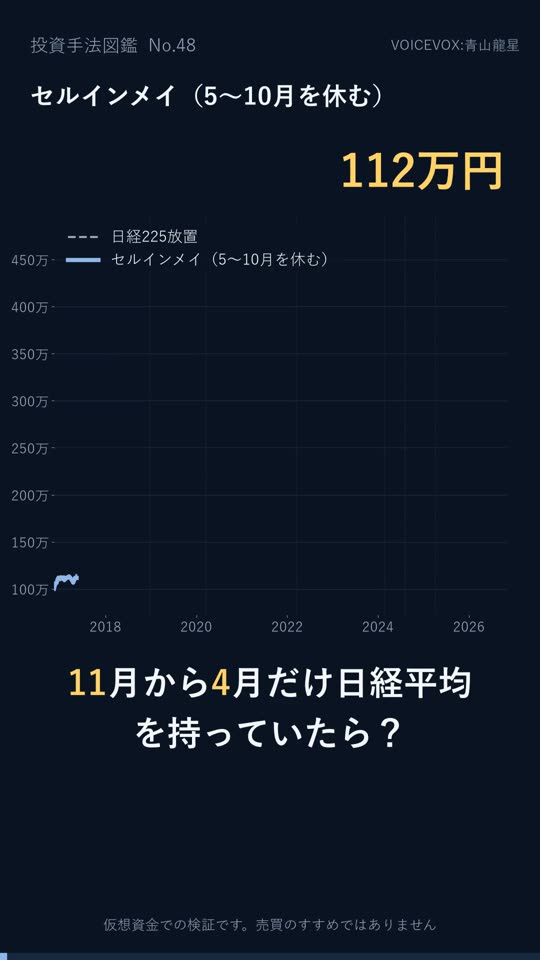 投資手法図鑑 No.48
VOICEVOX:青山龍星
セルインメイ（5〜10月を休む）
112万円
日経225放置
セルインメイ（5〜10月を休む）
450万
400万
350万
300万
250万
200万
150万
100万
2018 2020 2022 2024 2026
11月から4月だけ日経平均
を持っていたら？
仮想資金での検証です。売買のすすめではありません